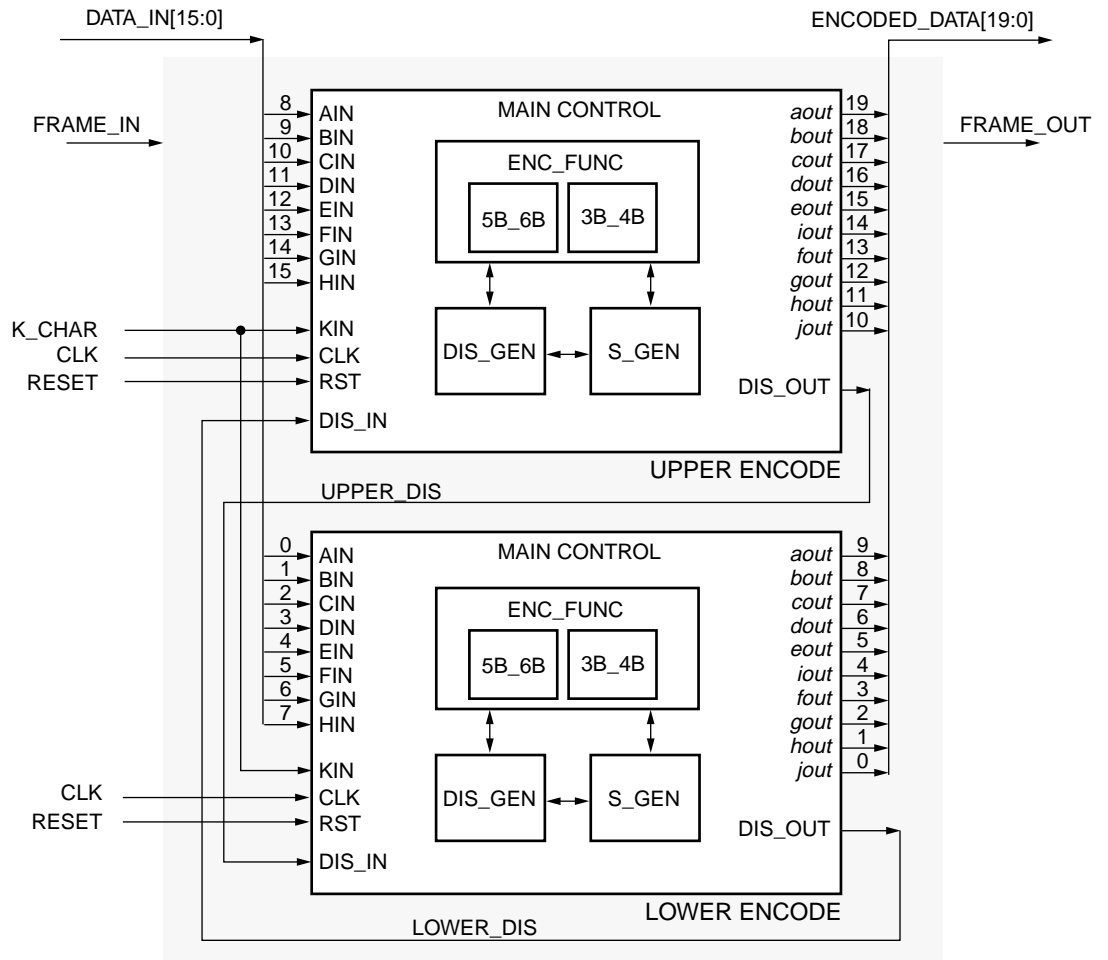 DATA_IN[15:0]
ENCODED_DATA[19:0]
FRAME_IN
FRAME_OUT
MAIN CONTROL
ENC_FUNC
5B_6B
3B_4B
DIS_GEN
S_GEN
8 AIN
9 BIN
10 CIN
11 DIN
12 EIN
13 FIN
14 GIN
15 HIN
K_CHAR
KIN
CLK
CLK
RESET
RST
DIS_IN
aout 19
bout 18
cout 17
dout 16
eout 15
iout 14
fout 13
gout 12
hout 11
jout 10
DIS_OUT
UPPER ENCODE
UPPER_DIS
MAIN CONTROL
ENC_FUNC
5B_6B
3B_4B
DIS_GEN
S_GEN
0 AIN
1 BIN
2 CIN
3 DIN
4 EIN
5 FIN
6 GIN
7 HIN
KIN
CLK
CLK
RESET
RST
DIS_IN
aout 9
bout 8
cout 7
dout 6
eout 5
iout 4
fout 3
gout 2
hout 1
jout 0
DIS_OUT
LOWER ENCODE
LOWER_DIS